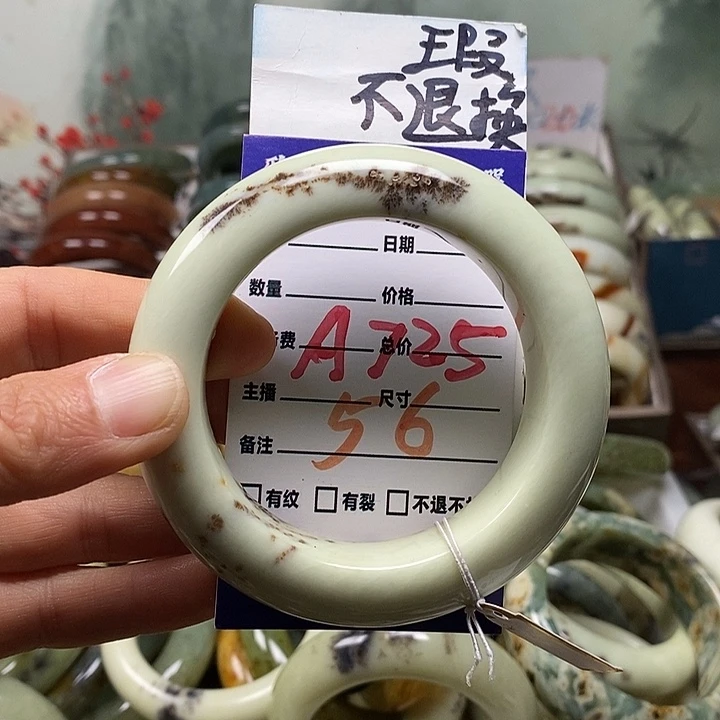 瑕
不退换
日期
数量 价格
费 A725 总价
主播 尺寸
56
备注
有纹 有裂 不退不